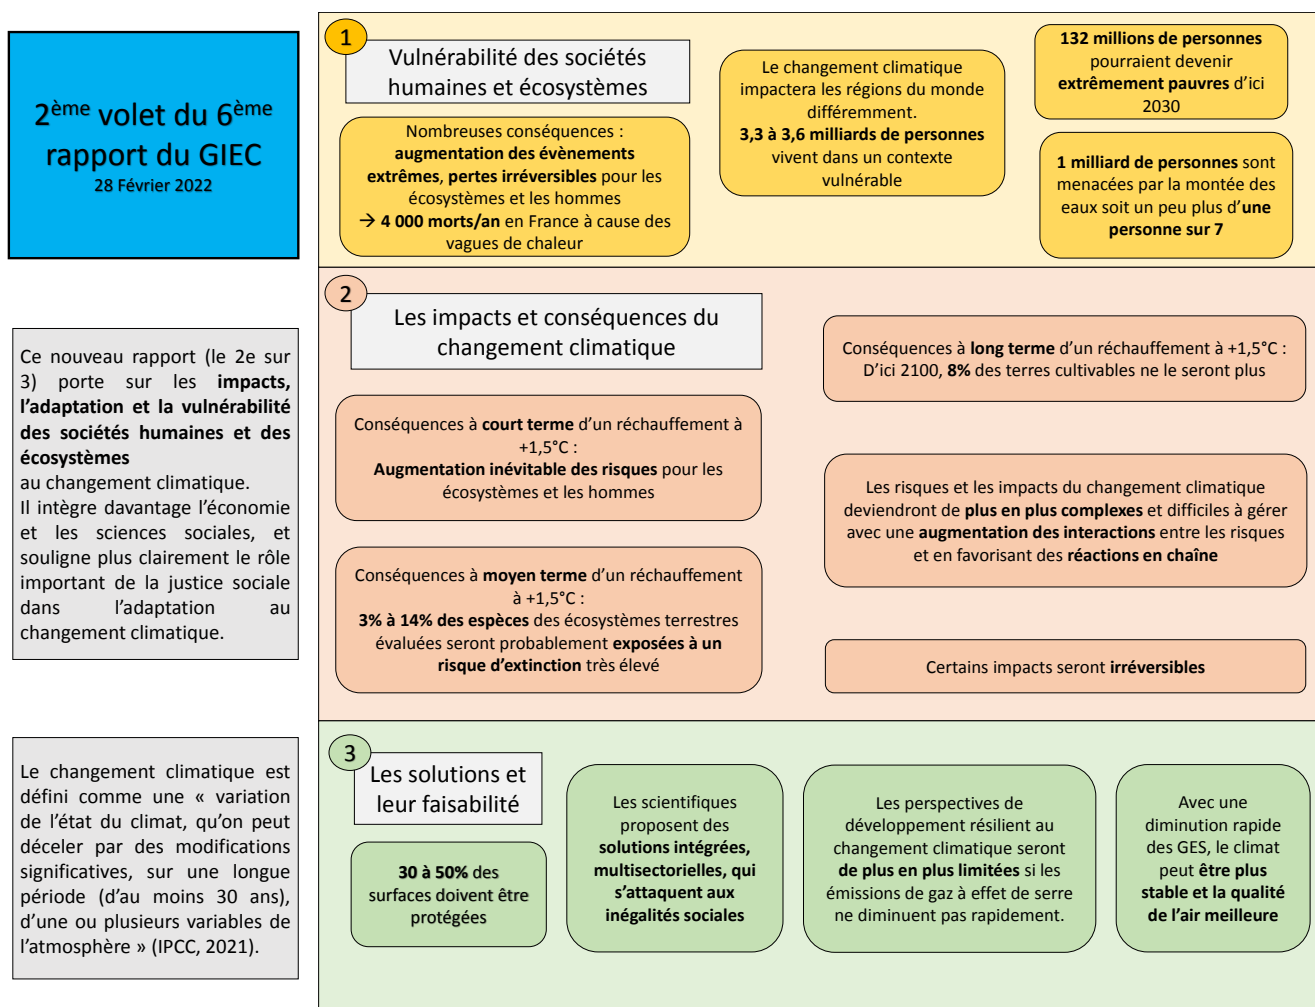 2ème volet du 6ème
rapport du GIEC
28 Février 2022
Ce nouveau rapport (le 2e sur
3) porte sur les impacts,
l’adaptation et la vulnérabilité
des sociétés humaines et des
écosystèmes
au changement climatique.
Il intègre davantage l’économie
et les sciences sociales, et
souligne plus clairement le rôle
important de la justice sociale
dans l’adaptation au
changement climatique.
Le changement climatique est
défini comme une « variation
de l’état du climat, qu’on peut
déceler par des modifications
significatives, sur une longue
période (d’au moins 30 ans),
d’une ou plusieurs variables de
l’atmosphère » (IPCC, 2021).
1
Vulnérabilité des sociétés
humaines et écosystèmes
Nombreuses conséquences :
augmentation des évènements
extrêmes, pertes irréversibles pour les
écosystèmes et les hommes
→ 4 000 morts/an en France à cause des
vagues de chaleur
Le changement climatique
impactera les régions du monde
différemment.
3,3 à 3,6 milliards de personnes
vivent dans un contexte
vulnérable
132 millions de personnes
pourraient devenir
extrêmement pauvres d’ici
2030
1 milliard de personnes sont
menacées par la montée des
eaux soit un peu plus d’une
personne sur 7
2
Les impacts et conséquences du
changement climatique
Conséquences à court terme d’un réchauffement à
+1,5°C :
Augmentation inévitable des risques pour les
écosystèmes et les hommes
Conséquences à moyen terme d’un réchauffement
à +1,5°C :
3% à 14% des espèces des écosystèmes terrestres
évaluées seront probablement exposées à un
risque d’extinction très élevé
Conséquences à long terme d’un réchauffement à +1,5°C :
D’ici 2100, 8% des terres cultivables ne le seront plus
Les risques et les impacts du changement climatique
deviendront de plus en plus complexes et difficiles à gérer
avec une augmentation des interactions entre les risques
et en favorisant des réactions en chaîne
Certains impacts seront irréversibles
3
Les solutions et
leur faisabilité
30 à 50% des
surfaces doivent être
protégées
Les scientifiques
proposent des
solutions intégrées,
multisectorielles, qui
s’attaquent aux
inégalités sociales
Les perspectives de
développement résilient au
changement climatique seront
de plus en plus limitées si les
émissions de gaz à effet de serre
ne diminuent pas rapidement.
Avec une
diminution rapide
des GES, le climat
peut être plus
stable et la qualité
de l’air meilleure